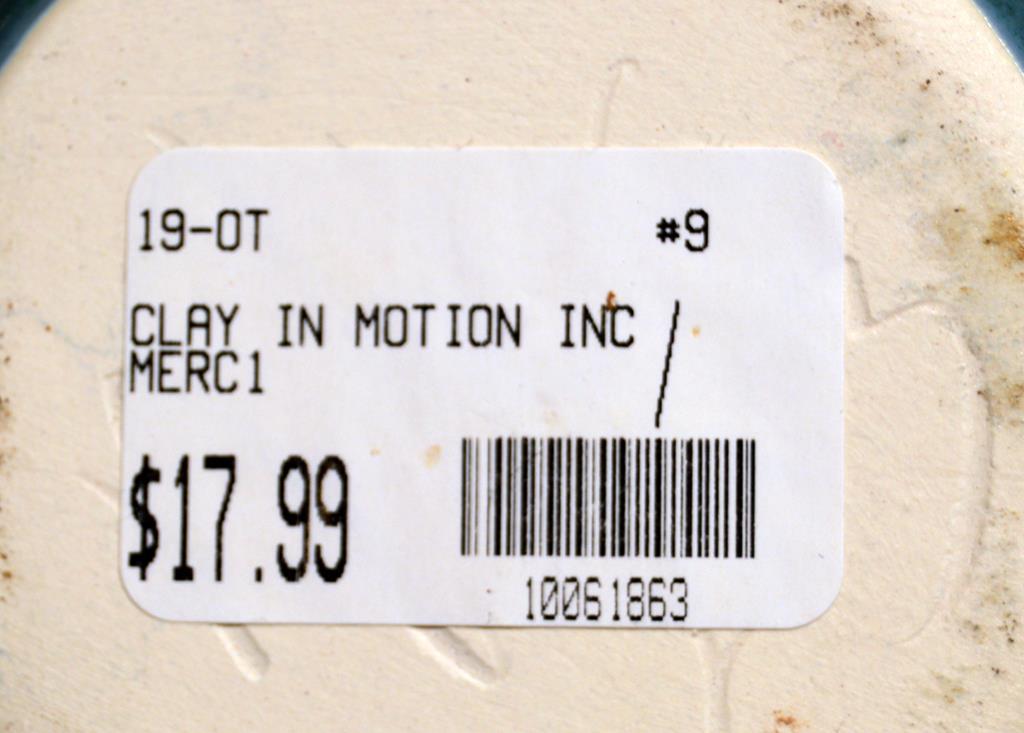 19-OT #9
CLAY IN MOTION INC
MERC1
$17.99
10061863